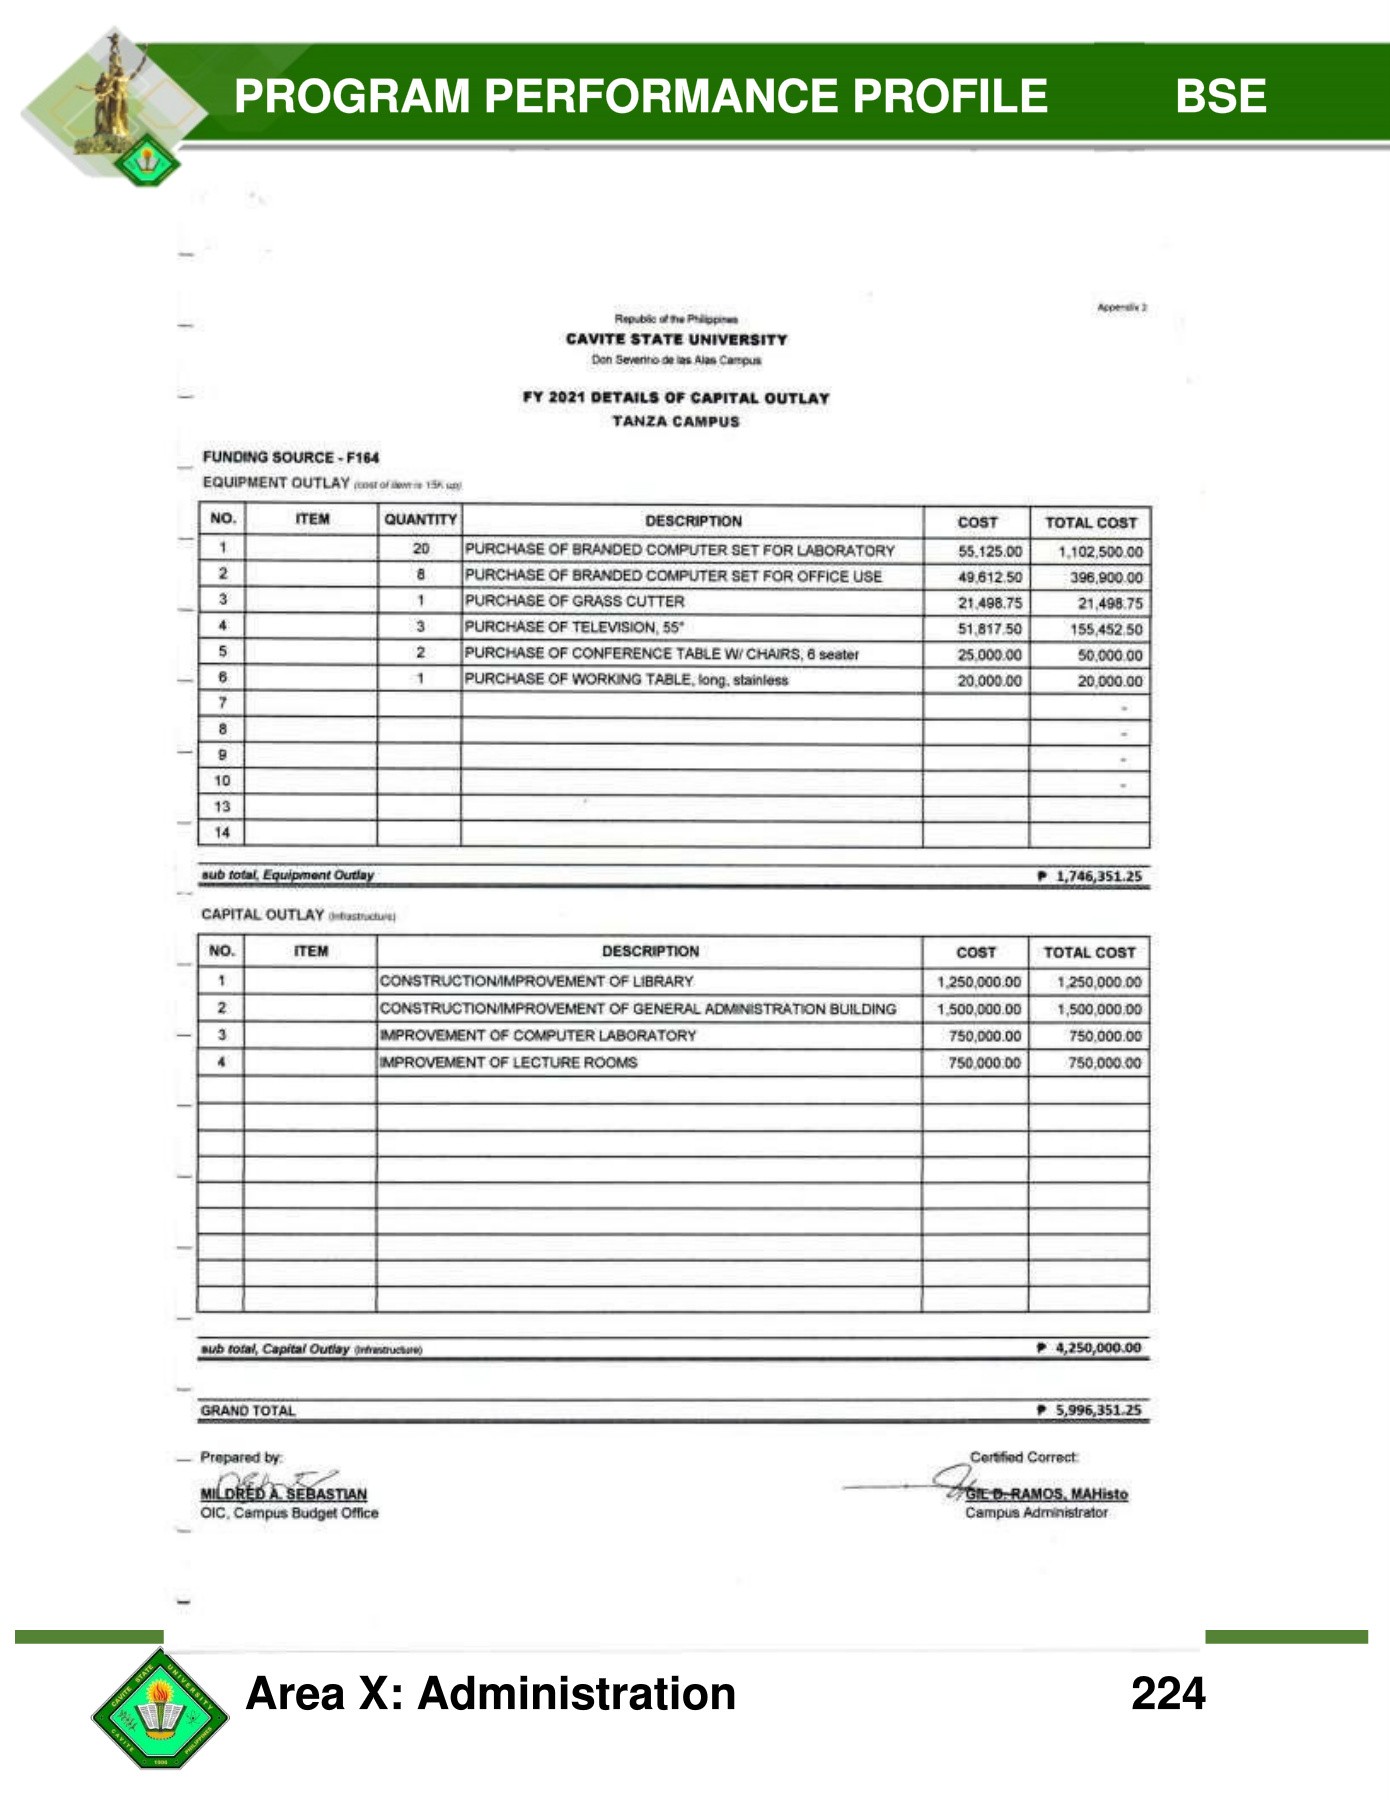 PROGRAM PERFORMANCE PROFILE BSE
Appendix 2
Republic of the Philippines
CAVITE STATE UNIVERSITY
Don Severino de las Alas Campus
FY 2021 DETAILS OF CAPITAL OUTLAY
TANZA CAMPUS
FUNDING SOURCE - F164
EQUIPMENT OUTLAY (cost of item is 15K up)
NO. ITEM QUANTITY DESCRIPTION COST TOTAL COST
1 20 PURCHASE OF BRANDED COMPUTER SET FOR LABORATORY 55,125.00 1,102,500.00
2 8 PURCHASE OF BRANDED COMPUTER SET FOR OFFICE USE 49,612.50 396,900.00
3 1 PURCHASE OF GRASS CUTTER 21,498.75 21,498.75
4 3 PURCHASE OF TELEVISION, 55" 51,817.50 155,452.50
5 2 PURCHASE OF CONFERENCE TABLE W/ CHAIRS, 6 seater 25,000.00 50,000.00
6 1 PURCHASE OF WORKING TABLE, long, stainless 20,000.00 20,000.00
7 -
8 -
9 -
10 -
13
14
sub total, Equipment Outlay ₱ 1,746,351.25
CAPITAL OUTLAY (Infrastructure)
NO. ITEM DESCRIPTION COST TOTAL COST
1 CONSTRUCTION/IMPROVEMENT OF LIBRARY 1,250,000.00 1,250,000.00
2 CONSTRUCTION/IMPROVEMENT OF GENERAL ADMINISTRATION BUILDING 1,500,000.00 1,500,000.00
3 IMPROVEMENT OF COMPUTER LABORATORY 750,000.00 750,000.00
4 IMPROVEMENT OF LECTURE ROOMS 750,000.00 750,000.00
sub total, Capital Outlay (Infrastructure) ₱ 4,250,000.00
GRAND TOTAL ₱ 5,996,351.25
Prepared by: Certified Correct:
MILDRED A. SEBASTIAN GIL D. RAMOS, MAHisto
OIC, Campus Budget Office Campus Administrator
CAVITE STATE UNIVERSITY
CAVITE PHILIPPINES
1906
Area X: Administration 224